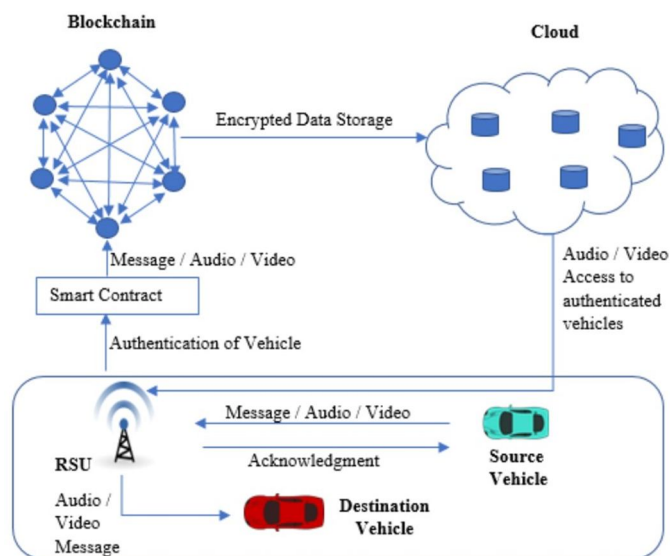 Blockchain
Cloud
Encrypted Data Storage
Message / Audio / Video
Audio / Video
Access to
authenticated
vehicles
Smart Contract
Authentication of Vehicle
Message / Audio / Video
Acknowledgment
Source
Vehicle
RSU
Audio /
Video
Message
Destination
Vehicle